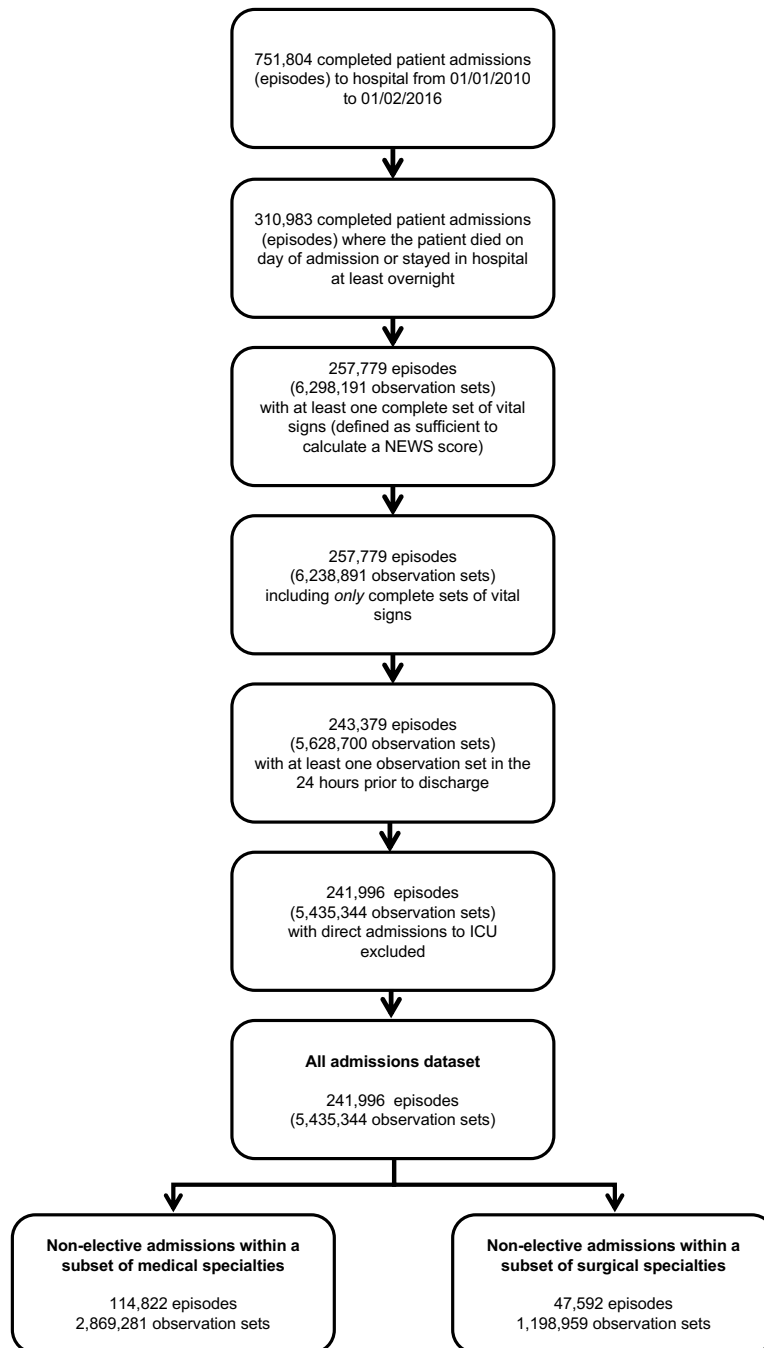 751,804 completed patient admissions
(episodes) to hospital from 01/01/2010
to 01/02/2016
310,983 completed patient admissions
(episodes) where the patient died on
day of admission or stayed in hospital
at least overnight
257,779 episodes
(6,298,191 observation sets)
with at least one complete set of vital
signs (defined as sufficient to
calculate a NEWS score)
257,779 episodes
(6,238,891 observation sets)
including only complete sets of vital
signs
243,379 episodes
(5,628,700 observation sets)
with at least one observation set in the
24 hours prior to discharge
241,996 episodes
(5,435,344 observation sets)
with direct admissions to ICU
excluded
All admissions dataset
241,996 episodes
(5,435,344 observation sets)
Non-elective admissions within a
subset of medical specialties
114,822 episodes
2,869,281 observation sets
Non-elective admissions within a
subset of surgical specialties
47,592 episodes
1,198,959 observation sets